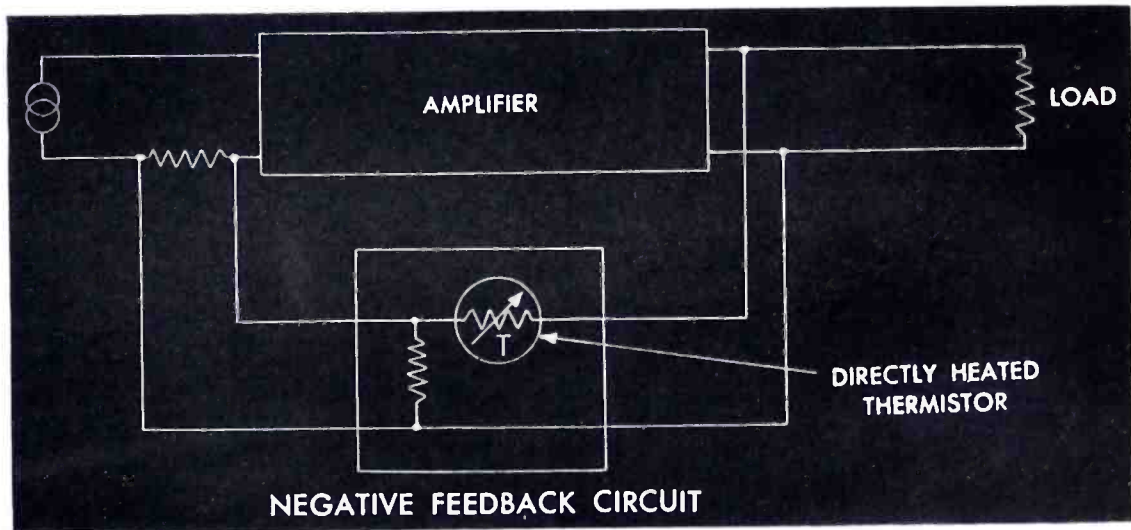 AMPLIFIER
LOAD
T
DIRECTLY HEATED
THERMISTOR
NEGATIVE FEEDBACK CIRCUIT